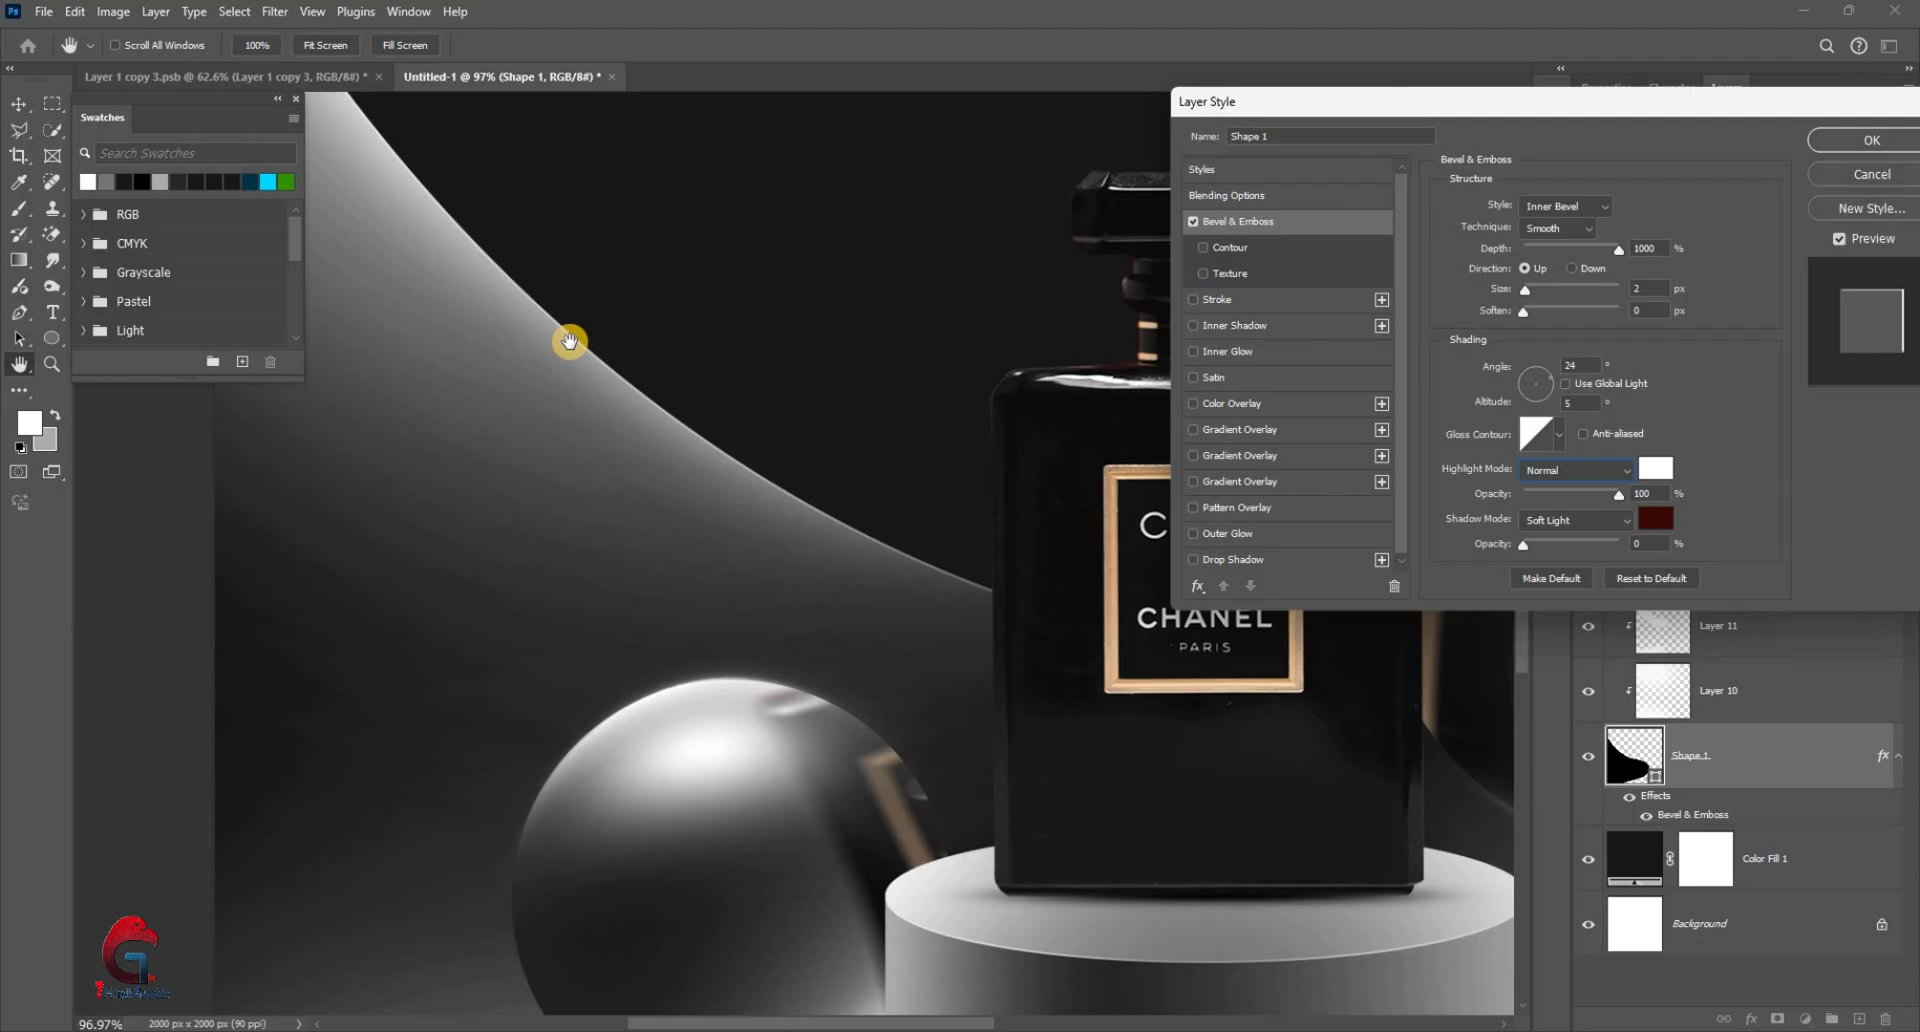 Ps File Edit Image Layer Type Select Filter View Plugins Window Help
Scroll All Windows 100% Fit Screen Fill Screen
Layer 1 copy 3.psb @ 62.6% (Layer 1 copy 3, RGB/8#) * × Untitled-1 @ 97% (Shape 1, RGB/8#) * ×
Swatches
Search Swatches
RGB
CMYK
Grayscale
Pastel
Light
CHANEL
PARIS
Layer Style
Name: Shape 1
Styles
Blending Options
Bevel & Emboss
Contour
Texture
Stroke
Inner Shadow
Inner Glow
Satin
Color Overlay
Gradient Overlay
Gradient Overlay
Gradient Overlay
Pattern Overlay
Outer Glow
Drop Shadow
fx
Bevel & Emboss
Structure
Style: Inner Bevel
Technique: Smooth
Depth: 1000 %
Direction: Up Down
Size: 2 px
Soften: 0 px
Shading
Angle: 24 °
Use Global Light
Altitude: 5 °
Gloss Contour: Anti-aliased
Highlight Mode: Normal
Opacity: 100 %
Shadow Mode: Soft Light
Opacity: 0 %
Make Default Reset to Default
OK
Cancel
New Style...
Preview
Layer 11
Layer 10
Shape 1 fx
Effects
Bevel & Emboss
Color Fill 1
Background
96.97% 2000 px x 2000 px (90 ppi)